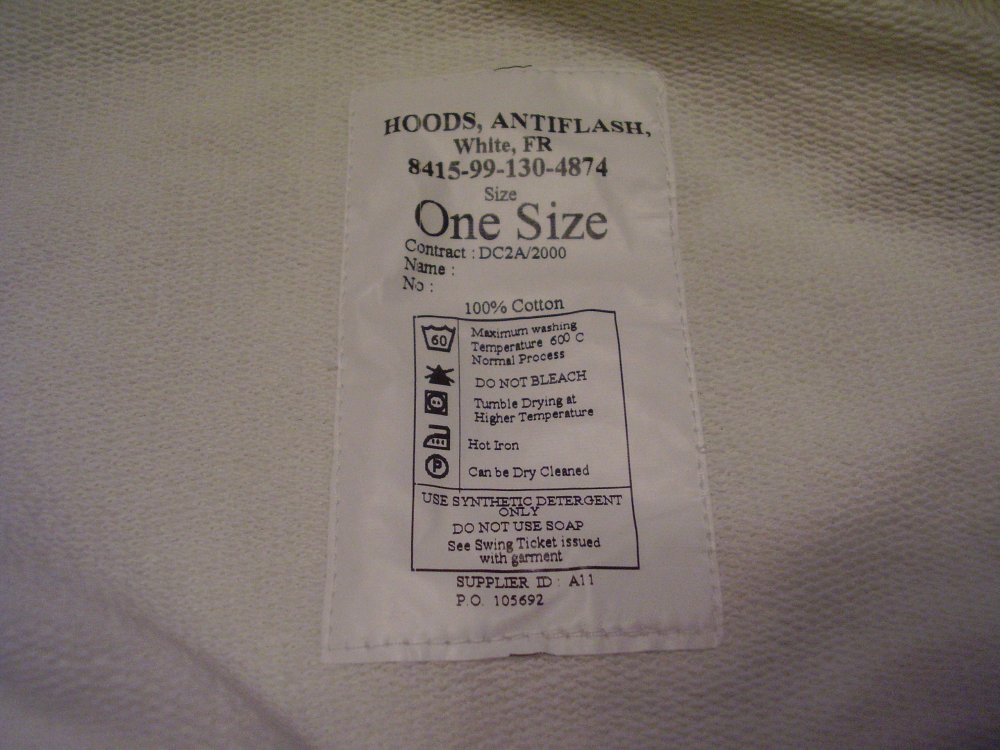 HOODS, ANTIFLASH,
White, FR
8415-99-130-4874
Size
One Size
Contract : DC2A/2000
Name :
No :
100% Cotton
60
Maximum washing
Temperature 60⁰ C
Normal Process
DO NOT BLEACH
Tumble Drying at
Higher Temperature
Hot Iron
P
Can be Dry Cleaned
USE SYNTHETIC DETERGENT
ONLY
DO NOT USE SOAP
See Swing Ticket issued
with garment
SUPPLIER ID : A11
P.O. 105692